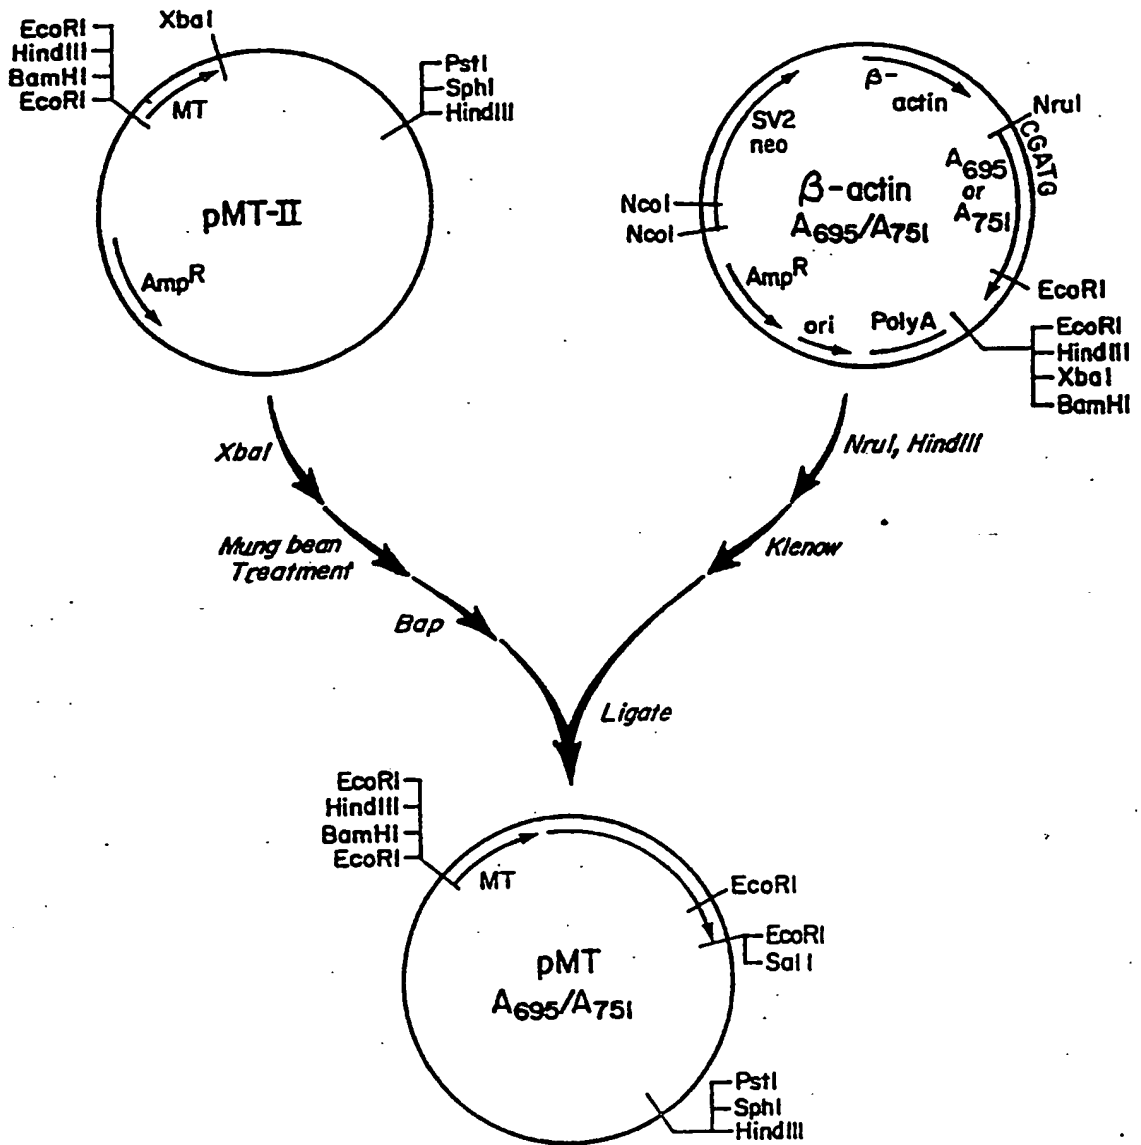 EcoRI
HindIII
BamHI
EcoRI
XbaI
MT
PstI
SphI
HindIII
pMT-II
AmpR
β-
actin
NruI
CGATG
SV2
neo
A695
or
A751
β-actin
A695/A751
NcoI
NcoI
AmpR
ori
PolyA
EcoRI
EcoRI
HindIII
XbaI
BamHI
XbaI
Mung bean
Treatment
Bap
NruI, HindIII
Klenow
Ligate
EcoRI
HindIII
BamHI
EcoRI
MT
EcoRI
EcoRI
SalI
pMT
A695/A751
PstI
SphI
HindIII